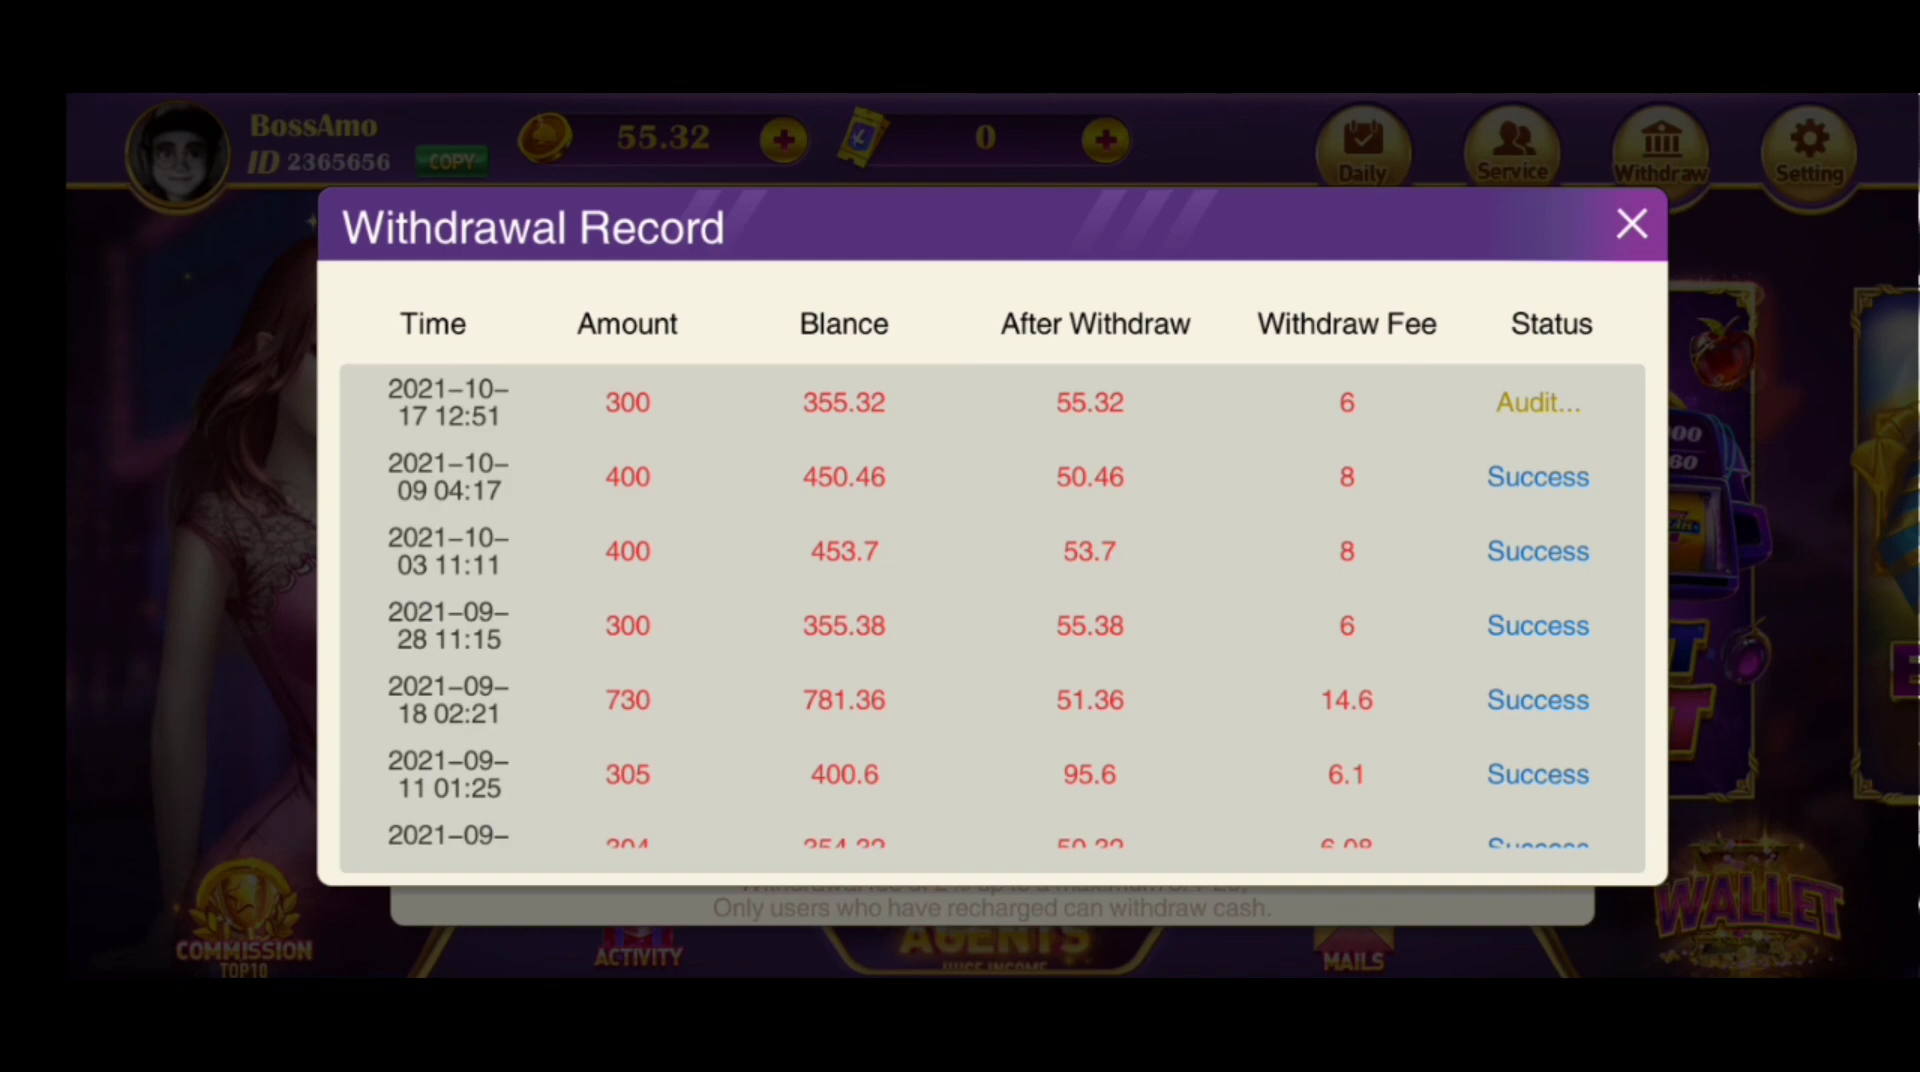 BossAmo
ID 2365656
COPY
55.32
0
Daily
Service
Withdraw
Setting
Withdrawal Record
Time Amount Blance After Withdraw Withdraw Fee Status
2021-10-
17 12:51 300 355.32 55.32 6 Audit...
2021-10-
09 04:17 400 450.46 50.46 8 Success
2021-10-
03 11:11 400 453.7 53.7 8 Success
2021-09-
28 11:15 300 355.38 55.38 6 Success
2021-09-
18 02:21 730 781.36 51.36 14.6 Success
2021-09-
11 01:25 305 400.6 95.6 6.1 Success
2021-09-
Success
Only users who have recharged can withdraw cash.
COMMISSION
TOP10
ACTIVITY
AGENTS
HUGE INCOME
MAILS
WALLET